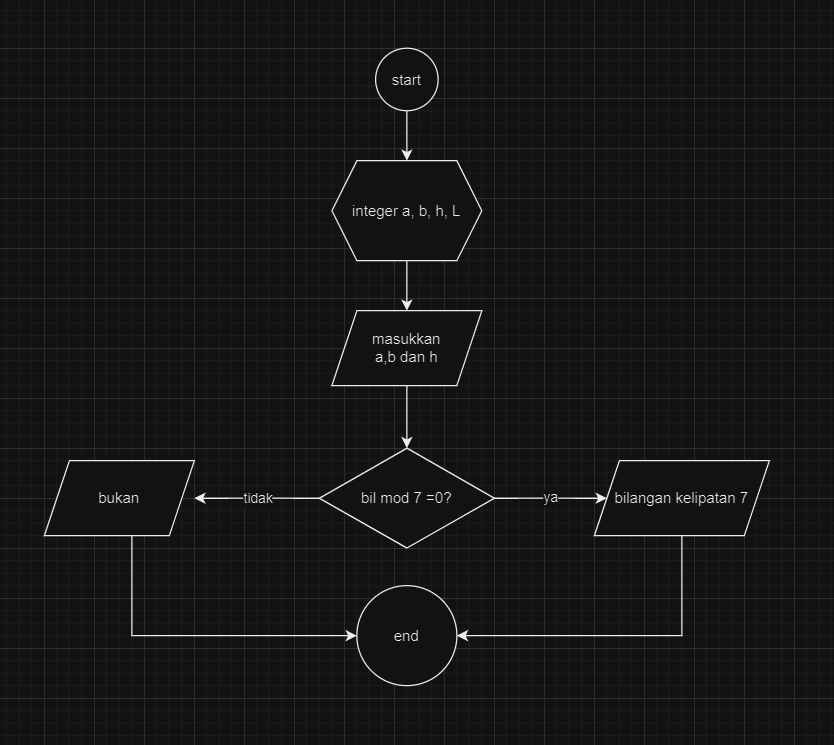 start
integer a, b, h, L
masukkan
a,b dan h
bukan
tidak
bil mod 7 =0?
ya
bilangan kelipatan 7
end